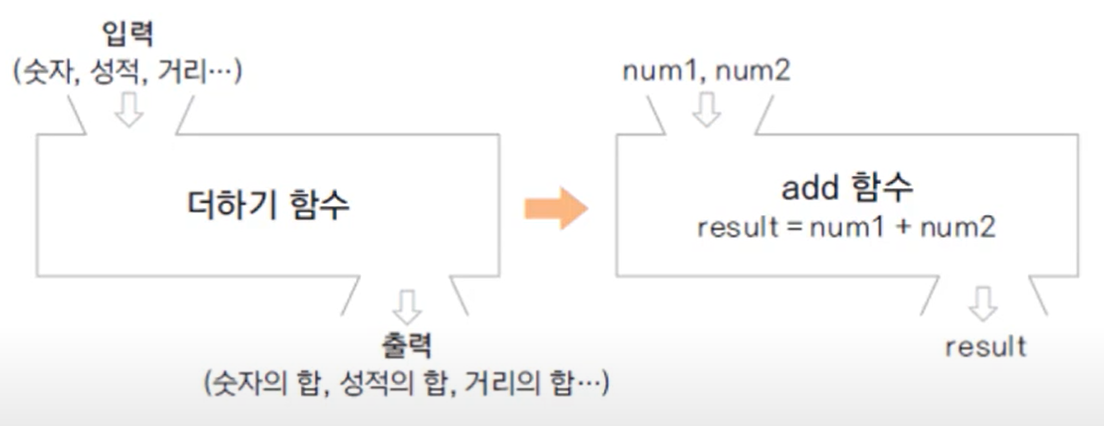 입력
(숫자, 성적, 거리…)
더하기 함수
출력
(숫자의 합, 성적의 합, 거리의 합…)
num1, num2
add 함수
result = num1 + num2
result